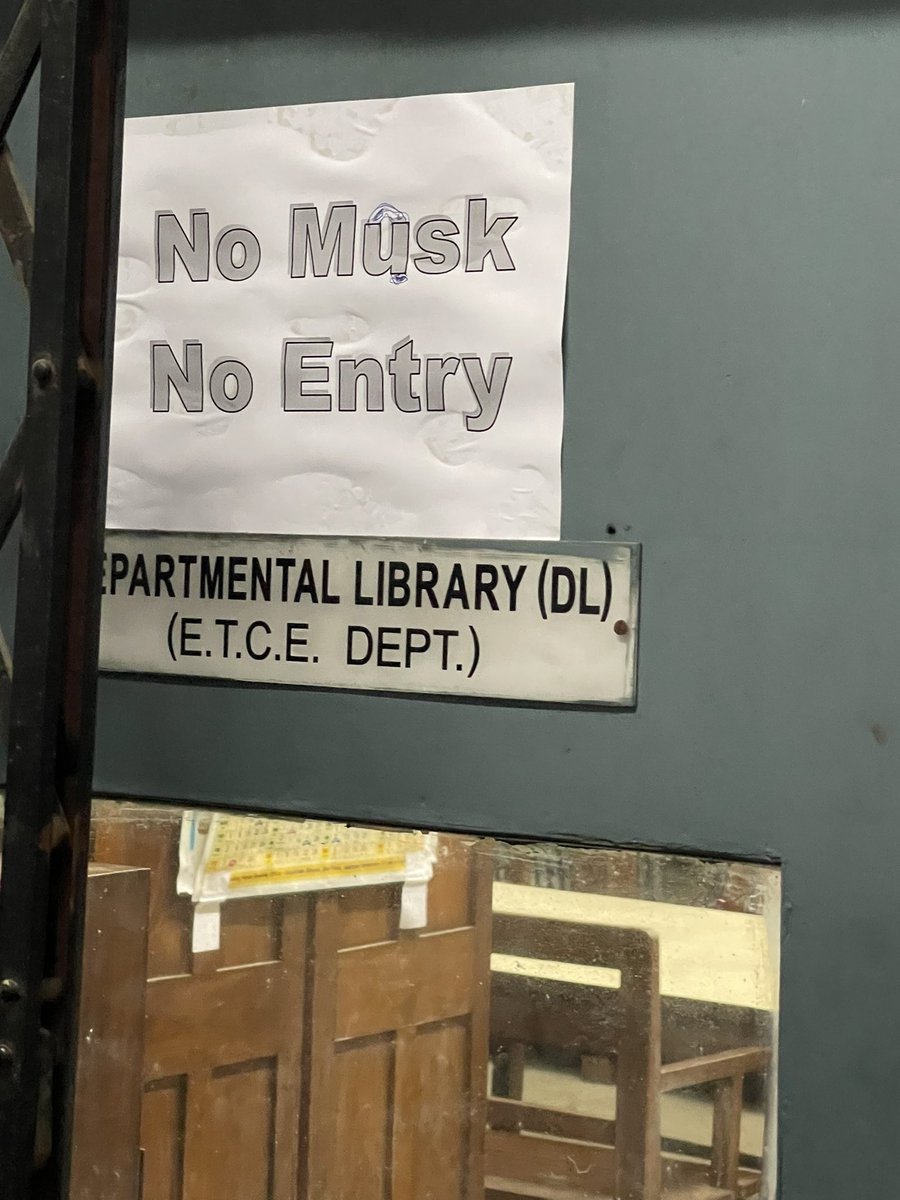 No Musk
No Entry
EPARTMENTAL LIBRARY (DL)
(E.T.C.E. DEPT.)